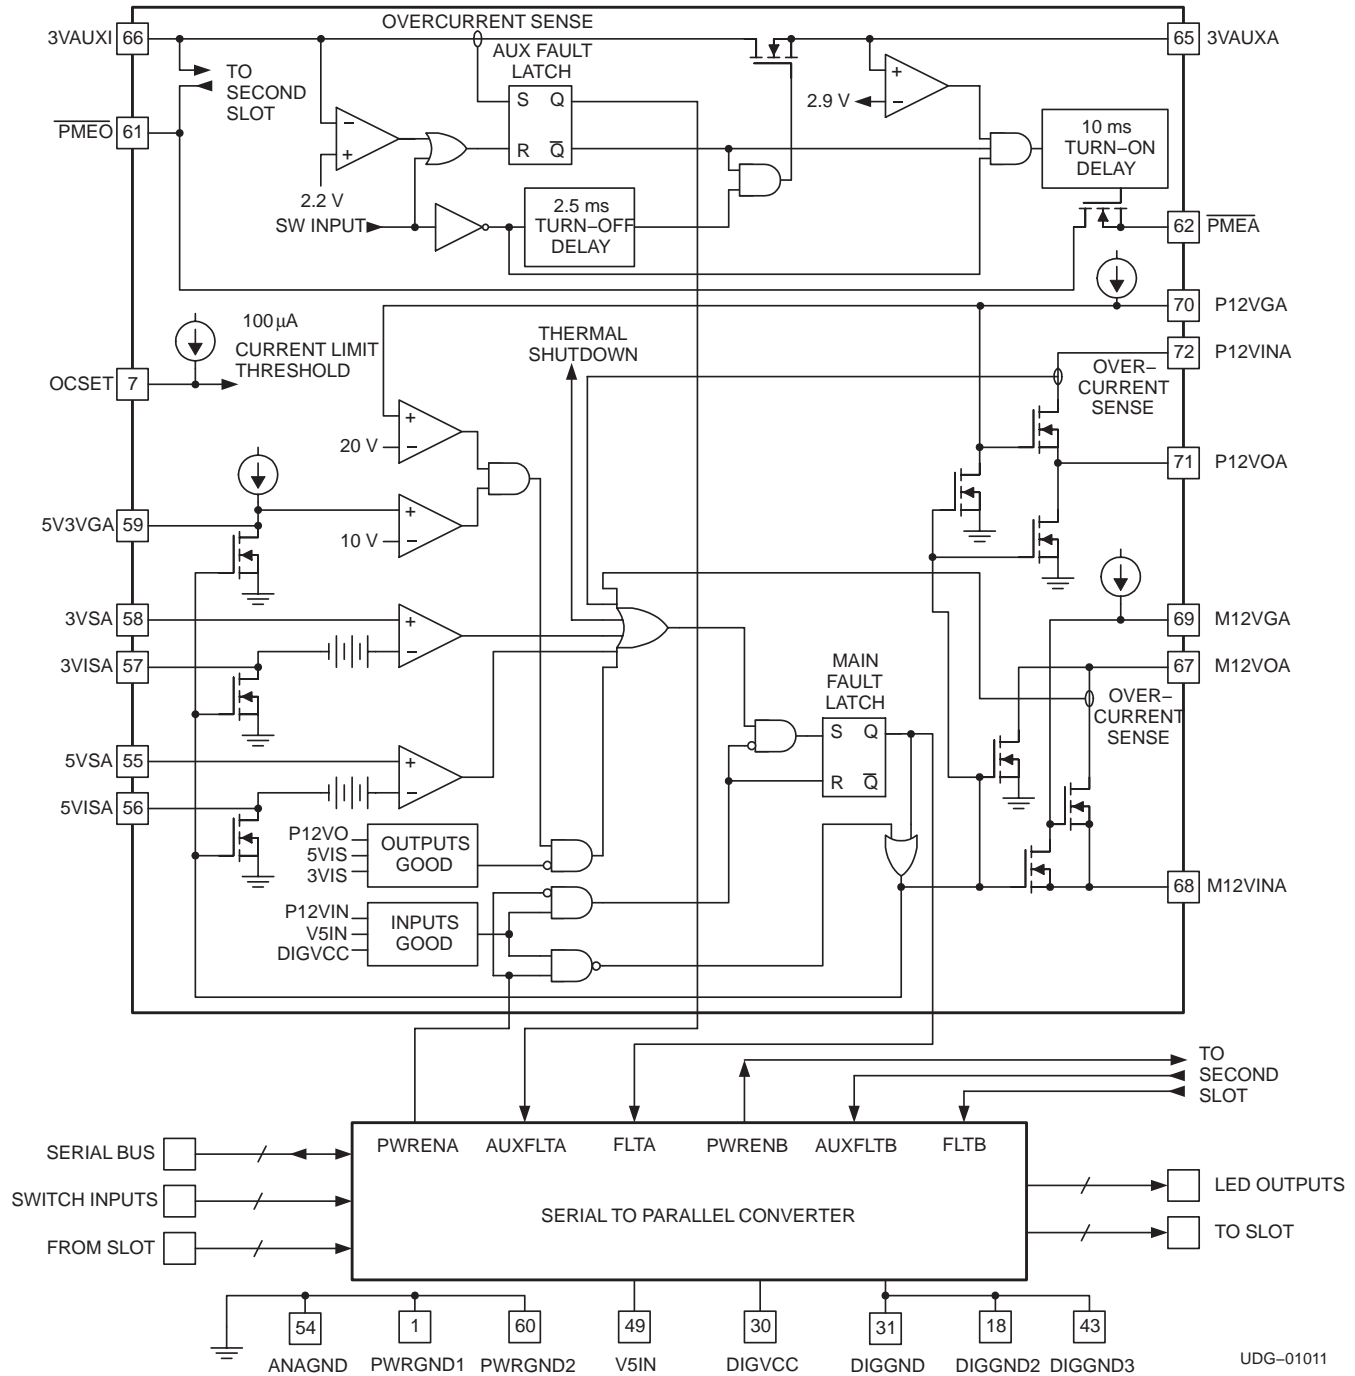 OVERCURRENT SENSE
3VAUXI 66
65 3VAUXA
AUX FAULT
LATCH
TO
SECOND
SLOT
S Q
R Q̅
+
−
2.9 V
P̅M̅E̅O̅ 61
−
+
2.2 V
10 ms
TURN−ON
DELAY
SW INPUT
2.5 ms
TURN−OFF
DELAY
62 P̅M̅E̅A̅
70 P12VGA
100 µA
CURRENT LIMIT
THRESHOLD
THERMAL
SHUTDOWN
72 P12VINA
OVER−
CURRENT
SENSE
OCSET 7
+
20 V −
71 P12VOA
5V3VGA 59
+
10 V −
3VSA 58
+
−
3VISA 57
69 M12VGA
67 M12VOA
MAIN
FAULT
LATCH
OVER−
CURRENT
SENSE
S Q
R Q̅
5VSA 55
+
−
5VISA 56
P12VO
5VIS
3VIS
OUTPUTS
GOOD
68 M12VINA
P12VIN
V5IN
DIGVCC
INPUTS
GOOD
TO
SECOND
SLOT
PWRENA AUXFLTA FLTA PWRENB AUXFLTB FLTB
SERIAL BUS
SWITCH INPUTS
FROM SLOT
SERIAL TO PARALLEL CONVERTER
LED OUTPUTS
TO SLOT
54 1 60 49 30 31 18 43
ANAGND PWRGND1 PWRGND2 V5IN DIGVCC DIGGND DIGGND2 DIGGND3
UDG−01011